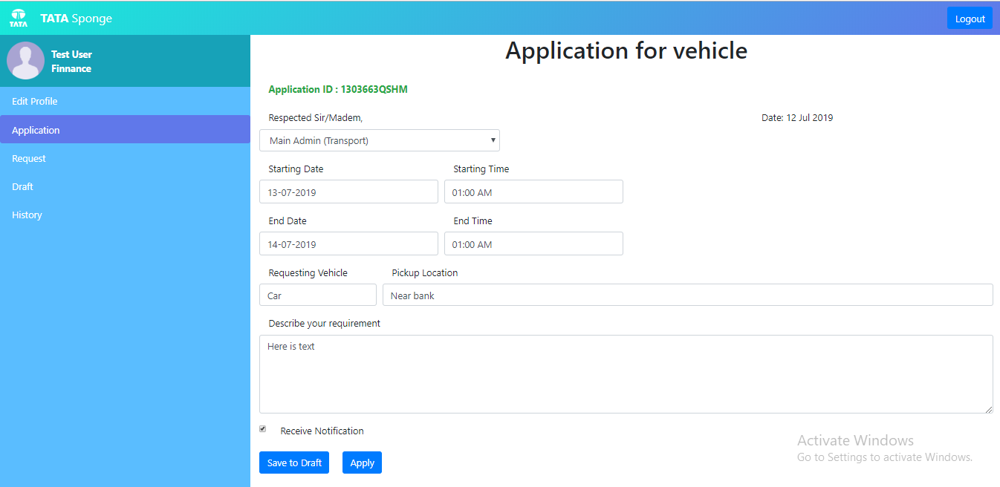 TATA
TATA Sponge
Logout
Test User
Finnance
Edit Profile
Application
Request
Draft
History
Application for vehicle
Application ID : 1303663QSHM
Respected Sir/Madem,
Date: 12 Jul 2019
Main Admin (Transport)
Starting Date
Starting Time
13-07-2019
01:00 AM
End Date
End Time
14-07-2019
01:00 AM
Requesting Vehicle
Pickup Location
Car
Near bank
Describe your requirement
Here is text
Receive Notification
Save to Draft
Apply
Activate Windows
Go to Settings to activate Windows.